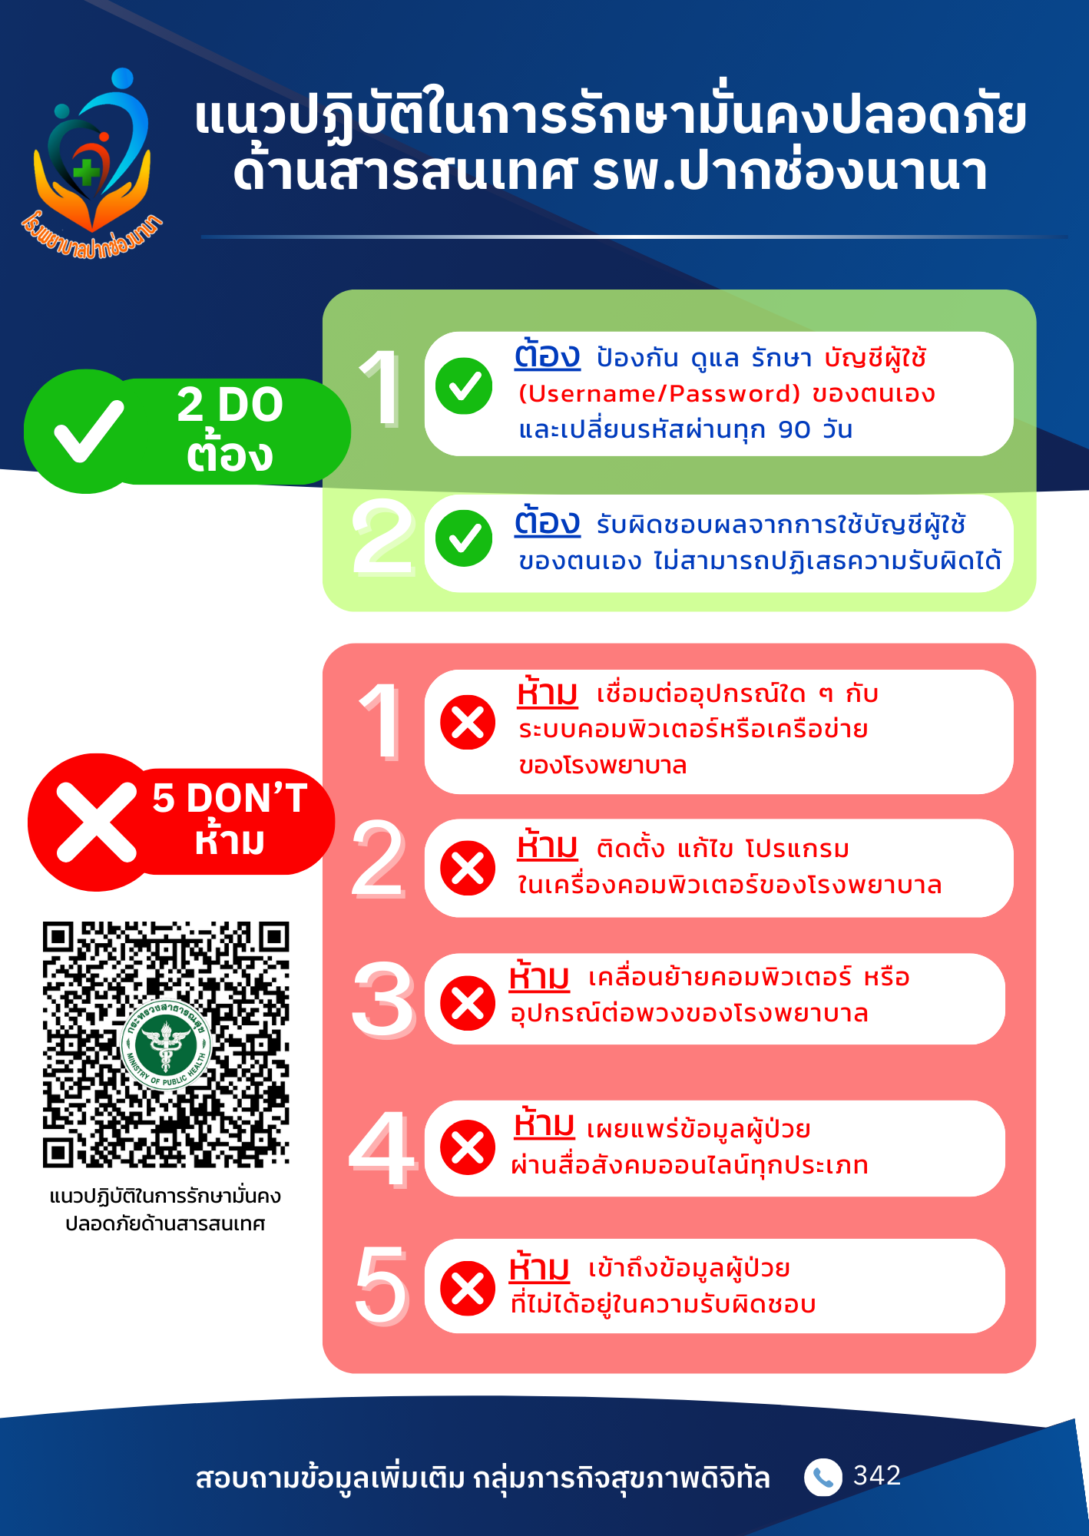 แนวปฏิบัติในการรักษามั่นคงปลอดภัย
ด้านสารสนเทศ รพ.ปากช่องนานา
โรงพยาบาลปากช่องนานา
2 DO
ต้อง
1
ต้อง ป้องกัน ดูแล รักษา บัญชีผู้ใช้
(Username/Password) ของตนเอง
และเปลี่ยนรหัสผ่านทุก 90 วัน
2
ต้อง รับผิดชอบผลจากการใช้บัญชีผู้ใช้
ของตนเอง ไม่สามารถปฏิเสธความรับผิดได้
5 DON'T
ห้าม
1
ห้าม เชื่อมต่ออุปกรณ์ใด ๆ กับ
ระบบคอมพิวเตอร์หรือเครือข่าย
ของโรงพยาบาล
2
ห้าม ติดตั้ง แก้ไข โปรแกรม
ในเครื่องคอมพิวเตอร์ของโรงพยาบาล
3
ห้าม เคลื่อนย้ายคอมพิวเตอร์ หรือ
อุปกรณ์ต่อพวงของโรงพยาบาล
4
ห้าม เผยแพร่ข้อมูลผู้ป่วย
ผ่านสื่อสังคมออนไลน์ทุกประเภท
5
ห้าม เข้าถึงข้อมูลผู้ป่วย
ที่ไม่ได้อยู่ในความรับผิดชอบ
กระทรวงสาธารณสุข
MINISTRY OF PUBLIC HEALTH
แนวปฏิบัติในการรักษามั่นคง
ปลอดภัยด้านสารสนเทศ
สอบถามข้อมูลเพิ่มเติม กลุ่มภารกิจสุขภาพดิจิทัล 342